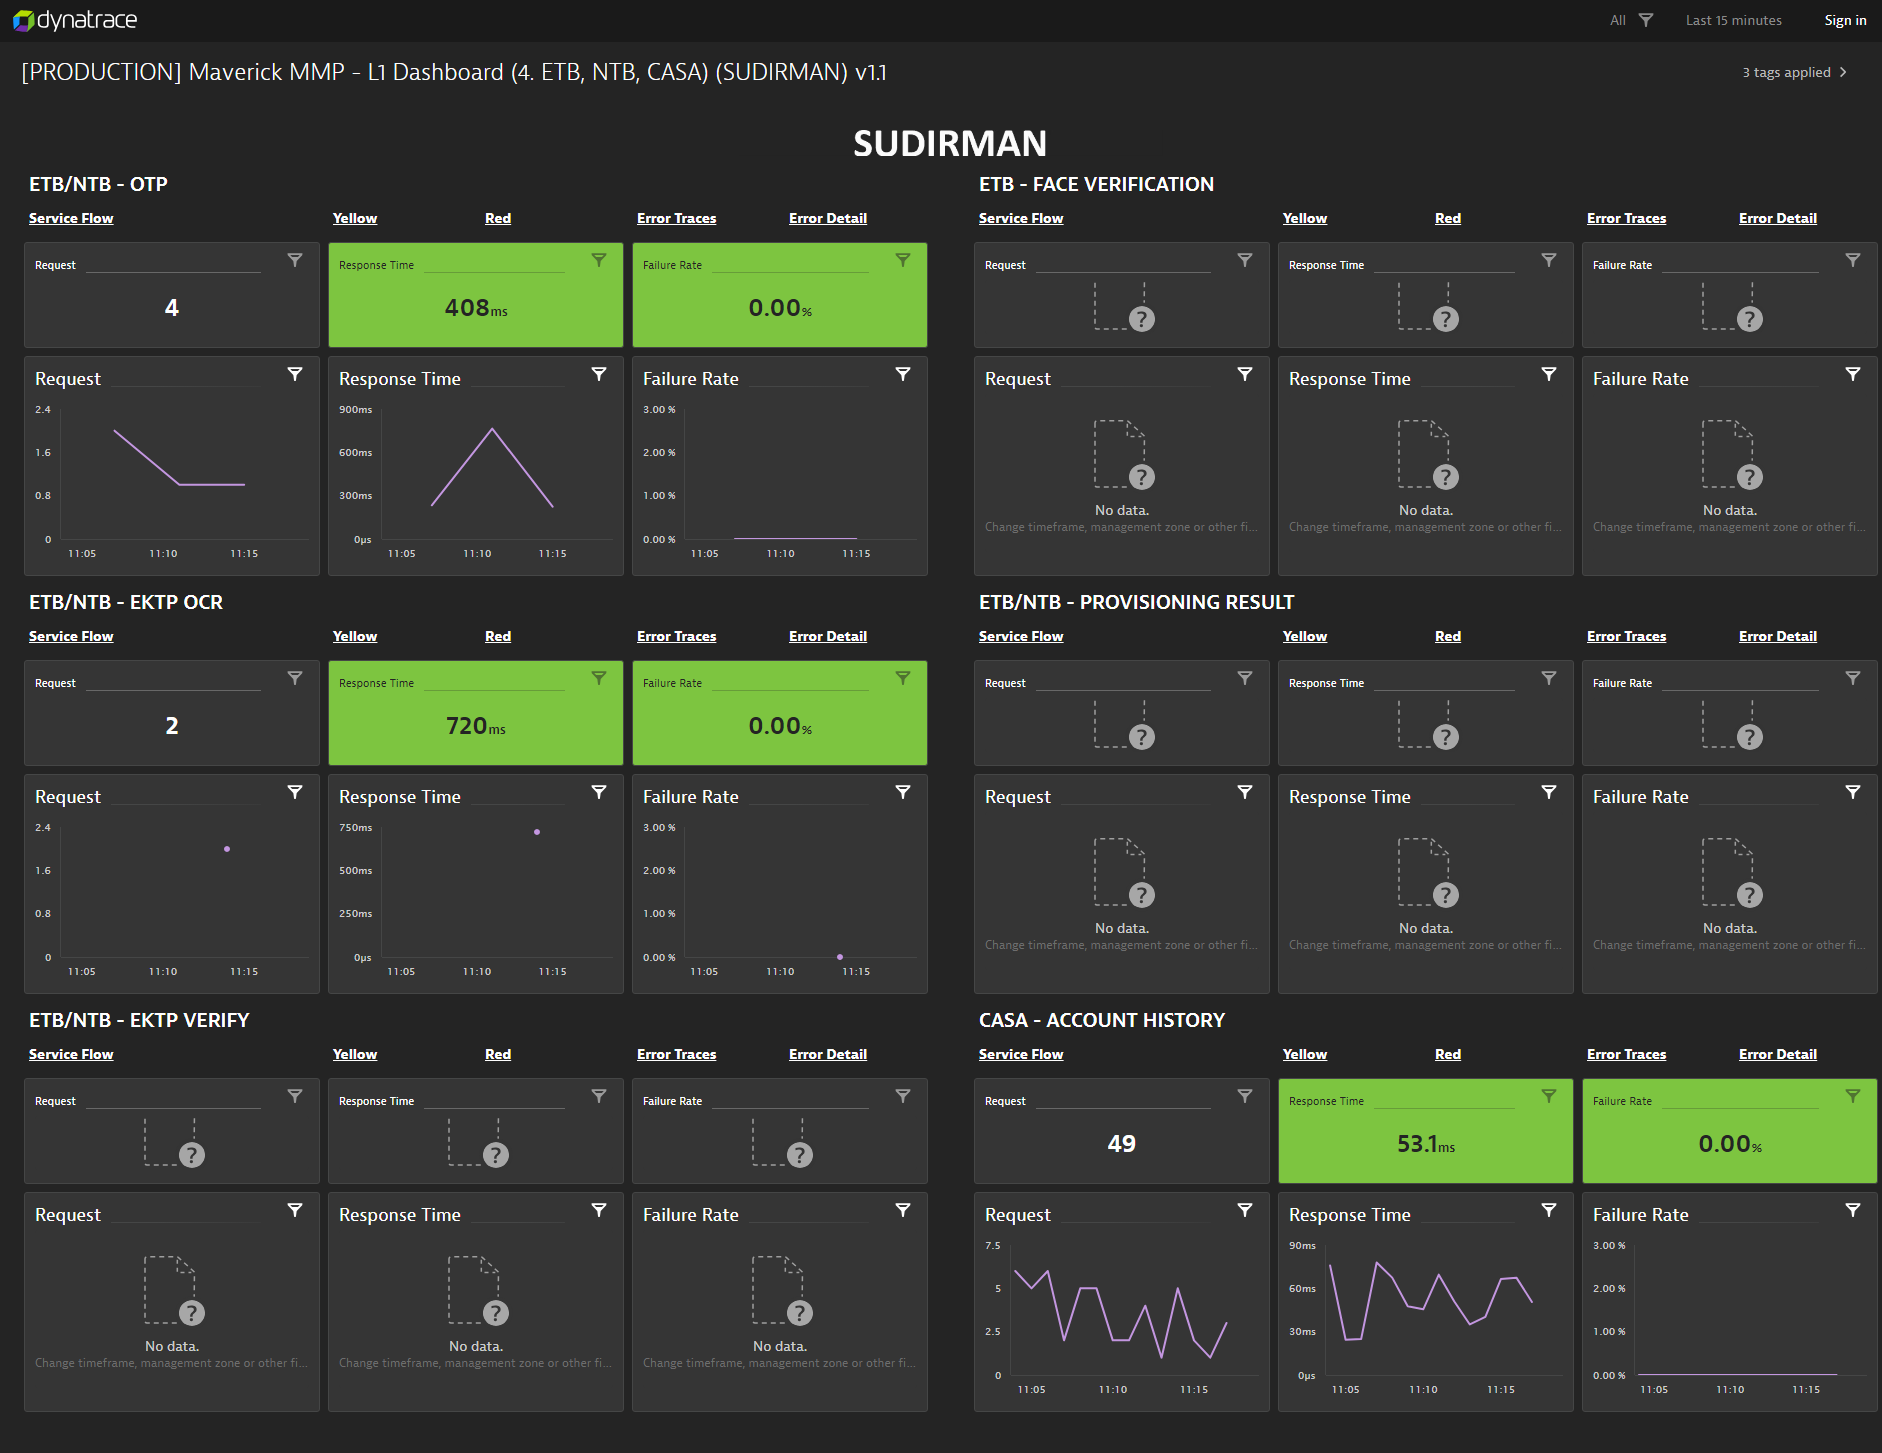 dynatrace
All
Last 15 minutes
Sign in
[PRODUCTION] Maverick MMP - L1 Dashboard (4. ETB, NTB, CASA) (SUDIRMAN) v1.1
3 tags applied
SUDIRMAN
ETB/NTB - OTP
Service Flow Yellow Red Error Traces Error Detail
Request Response Time Failure Rate
4 408ms 0.00%
Request
2.4
1.6
0.8
0
11:05 11:10 11:15
Response Time
900ms
600ms
300ms
0µs
11:05 11:10 11:15
Failure Rate
3.00 %
2.00 %
1.00 %
0.00 %
11:05 11:10 11:15
ETB - FACE VERIFICATION
Service Flow Yellow Red Error Traces Error Detail
Request Response Time Failure Rate
? ? ?
Request
?
No data.
Change timeframe, management zone or other fi...
Response Time
?
No data.
Change timeframe, management zone or other fi...
Failure Rate
?
No data.
Change timeframe, management zone or other fi...
ETB/NTB - EKTP OCR
Service Flow Yellow Red Error Traces Error Detail
Request Response Time Failure Rate
2 720ms 0.00%
Request
2.4
1.6
0.8
0
11:05 11:10 11:15
Response Time
750ms
500ms
250ms
0µs
11:05 11:10 11:15
Failure Rate
3.00 %
2.00 %
1.00 %
0.00 %
11:05 11:10 11:15
ETB/NTB - PROVISIONING RESULT
Service Flow Yellow Red Error Traces Error Detail
Request Response Time Failure Rate
? ? ?
Request
?
No data.
Change timeframe, management zone or other fi...
Response Time
?
No data.
Change timeframe, management zone or other fi...
Failure Rate
?
No data.
Change timeframe, management zone or other fi...
ETB/NTB - EKTP VERIFY
Service Flow Yellow Red Error Traces Error Detail
Request Response Time Failure Rate
? ? ?
Request
?
No data.
Change timeframe, management zone or other fi...
Response Time
?
No data.
Change timeframe, management zone or other fi...
Failure Rate
?
No data.
Change timeframe, management zone or other fi...
CASA - ACCOUNT HISTORY
Service Flow Yellow Red Error Traces Error Detail
Request Response Time Failure Rate
49 53.1ms 0.00%
Request
7.5
5
2.5
0
11:05 11:10 11:15
Response Time
90ms
60ms
30ms
0µs
11:05 11:10 11:15
Failure Rate
3.00 %
2.00 %
1.00 %
0.00 %
11:05 11:10 11:15